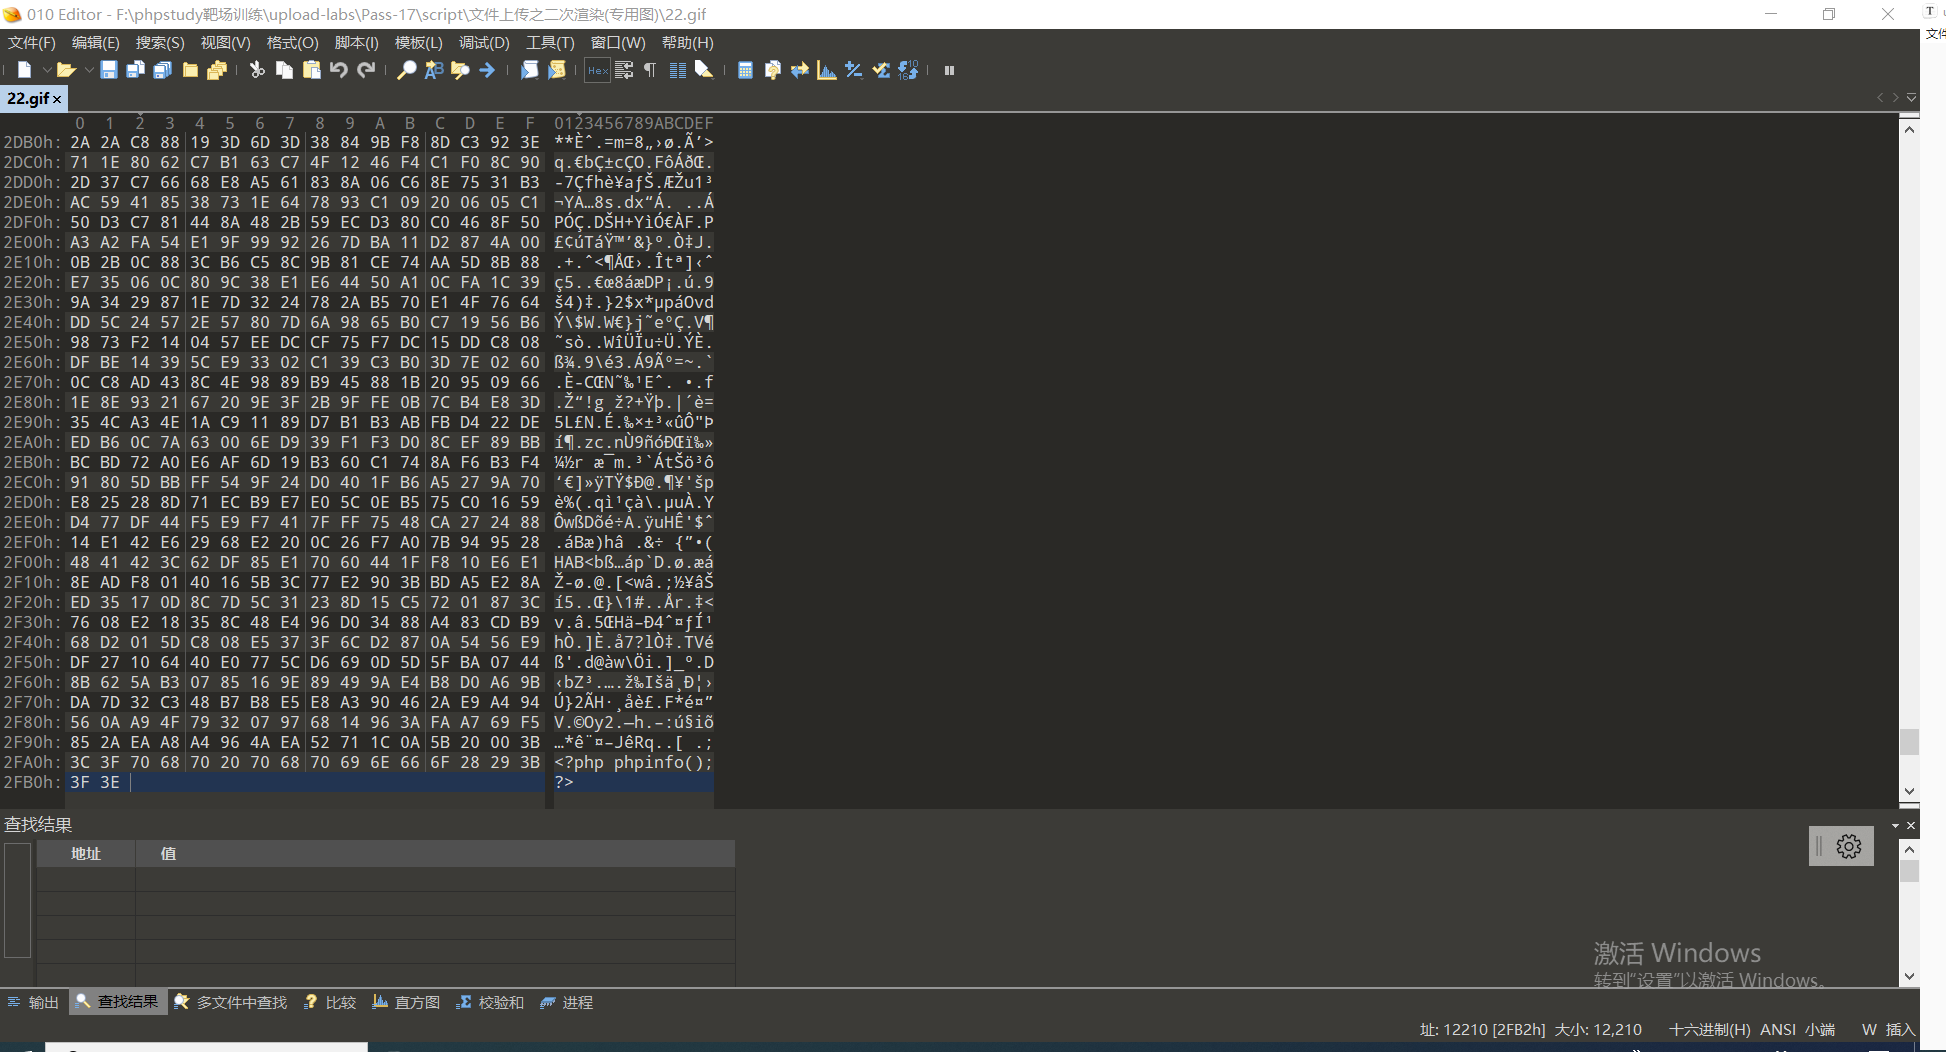 010 Editor - F:\phpstudy靶场训练\upload-labs\Pass-17\script\文件上传之二次渲染(专用图)\22.gif
文件(F) 编辑(E) 搜索(S) 视图(V) 格式(O) 脚本(I) 模板(L) 调试(D) 工具(T) 窗口(W) 帮助(H)
22.gif
0 1 2 3 4 5 6 7 8 9 A B C D E F 0123456789ABCDEF
2DB0h: 2A 2A C8 88 19 3D 6D 3D 38 84 9B F8 8D C3 92 3E **Èˆ.=m=8„›ø.Ã’>
2DC0h: 71 1E 80 62 C7 B1 63 C7 4F 12 46 F4 C1 F0 8C 90 q.€bÇ±cÇO.FôÁðŒ.
2DD0h: 2D 37 C7 66 68 E8 A5 61 83 8A 06 C6 8E 75 31 B3 -7Çfhè¥aƒŠ.ÆŽu1³
2DE0h: AC 59 41 85 38 73 1E 64 78 93 C1 09 20 06 05 C1 ¬YA…8s.dx“Á. ..Á
2DF0h: 50 D3 C7 81 44 8A 48 2B 59 EC D3 80 C0 46 8F 50 PÓÇ.DŠH+YìÓ€ÀF.P
2E00h: A3 A2 FA 54 E1 9F 99 92 26 7D BA 11 D2 87 4A 00 £¢úTáŸ™’&}º.Ò‡J.
2E10h: 0B 2B 0C 88 3C B6 C5 8C 9B 81 CE 74 AA 5D 8B 88 .+.ˆ<¶ÅŒ›.Îtª]‹ˆ
2E20h: E7 35 06 0C 80 9C 38 E1 E6 44 50 A1 0C FA 1C 39 ç5..€œ8áæDP¡.ú.9
2E30h: 9A 34 29 87 1E 7D 32 24 78 2A B5 70 E1 4F 76 64 š4)‡.}2$x*µpáOvd
2E40h: DD 5C 24 57 2E 57 80 7D 6A 98 65 B0 C7 19 56 B6 Ý\$W.W€}j˜e°Ç.V¶
2E50h: 98 73 F2 14 04 57 EE DC CF 75 F7 DC 15 DD C8 08 ˜sò..WîÜÏu÷Ü.ÝÈ.
2E60h: DF BE 14 39 5C E9 33 02 C1 39 C3 B0 3D 7E 02 60 ß¾.9\é3.Á9Ã°=~.`
2E70h: 0C C8 AD 43 8C 4E 98 89 B9 45 88 1B 20 95 09 66 .È-CŒN˜‰¹Eˆ. •.f
2E80h: 1E 8E 93 21 67 20 9E 3F 2B 9F FE 0B 7C B4 E8 3D .Ž“!g ž?+Ÿþ.|´è=
2E90h: 35 4C A3 4E 1A C9 11 89 D7 B1 B3 AB FB D4 22 DE 5L£N.É.‰×±³«ûÔ"Þ
2EA0h: ED B6 0C 7A 63 00 6E D9 39 F1 F3 D0 8C EF 89 BB í¶.zc.nÙ9ñóÐŒï‰»
2EB0h: BC BD 72 A0 E6 AF 6D 19 B3 60 C1 74 8A F6 B3 F4 ¼½r æ¯m.³`ÁtŠö³ô
2EC0h: 91 80 5D BB FF 54 9F 24 D0 40 1F B6 A5 27 9A 70 ‘€]»ÿTŸ$Ð@.¶¥'šp
2ED0h: E8 25 28 8D 71 EC B9 E7 E0 5C 0E B5 75 C0 16 59 è%(.qì¹çà\.µuÀ.Y
2EE0h: D4 77 DF 44 F5 E9 F7 41 7F FF 75 48 CA 27 24 88 ÔwßDõé÷A.ÿuHÊ'$ˆ
2EF0h: 14 E1 42 E6 29 68 E2 20 0C 26 F7 A0 7B 94 95 28 .áBæ)hâ .&÷ {”•(
2F00h: 48 41 42 3C 62 DF 85 E1 70 60 44 1F F8 10 E6 E1 HAB<bß…áp`D.ø.æá
2F10h: 8E AD F8 01 40 16 5B 3C 77 E2 90 3B BD A5 E2 8A Ž-ø.@.[<wâ.;½¥âŠ
2F20h: ED 35 17 0D 8C 7D 5C 31 23 8D 15 C5 72 01 87 3C í5..Œ}\1#..År.‡<
2F30h: 76 08 E2 18 35 8C 48 E4 96 D0 34 88 A4 83 CD B9 v.â.5ŒHä–Ð4ˆ¤ƒÍ¹
2F40h: 68 D2 01 5D C8 08 E5 37 3F 6C D2 87 0A 54 56 E9 hÒ.]È.å7?lÒ‡.TVé
2F50h: DF 27 10 64 40 E0 77 5C D6 69 0D 5D 5F BA 07 44 ß'.d@àw\Öi.]_º.D
2F60h: 8B 62 5A B3 07 85 16 9E 89 49 9A E4 B8 D0 A6 9B ‹bZ³.….ž‰Išä¸Ð¦›
2F70h: DA 7D 32 C3 48 B7 B8 E5 E8 A3 90 46 2A E9 A4 94 Ú}2ÃH·¸åè£.F*é¤”
2F80h: 56 0A A9 4F 79 32 07 97 68 14 96 3A FA A7 69 F5 V.©Oy2.—h.–:ú§iõ
2F90h: 85 2A EA A8 A4 96 4A EA 52 71 1C 0A 5B 20 00 3B …*ê¨¤–JêRq..[ .;
2FA0h: 3C 3F 70 68 70 20 70 68 70 69 6E 66 6F 28 29 3B <?php phpinfo();
2FB0h: 3F 3E ?>
查找结果
地址 值
激活 Windows
转到"设置"以激活 Windows。
输出 查找结果 多文件中查找 比较 直方图 校验和 进程
址: 12210 [2FB2h] 大小: 12,210 十六进制(H) ANSI 小端 W 插入